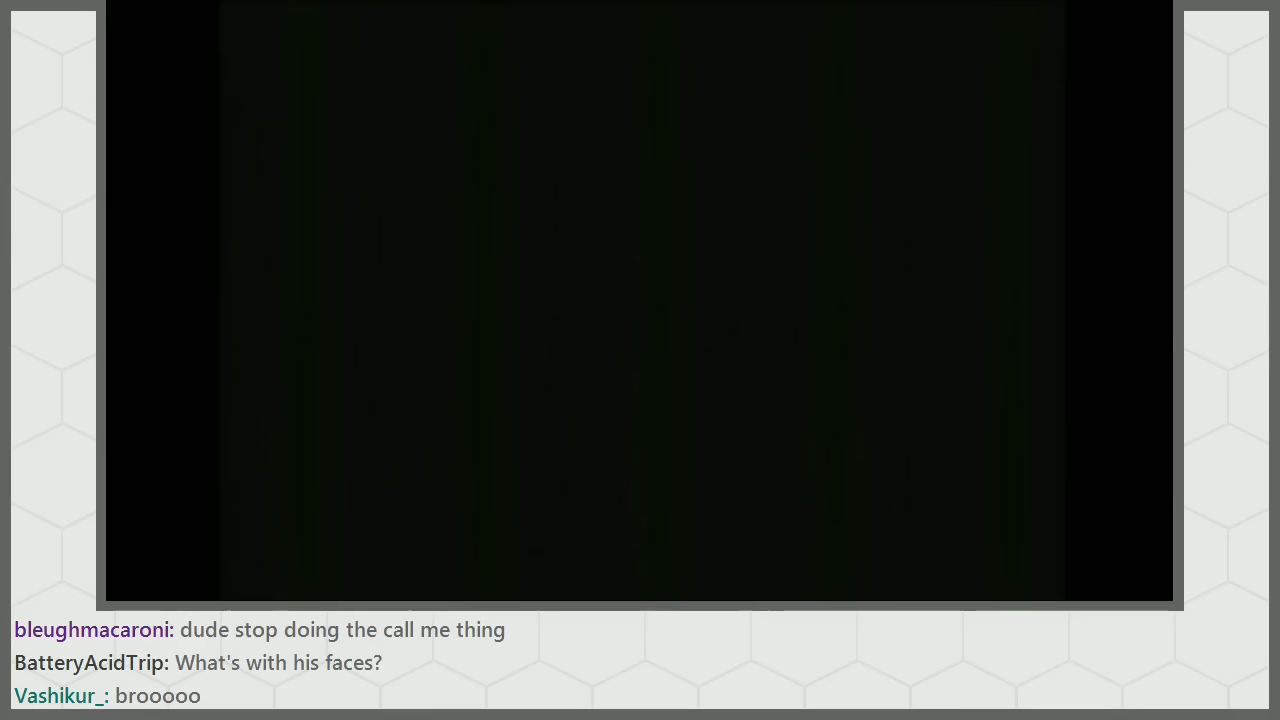 bleughmacaroni: dude stop doing the call me thing
BatteryAcidTrip: What's with his faces?
Vashikur_: brooooo